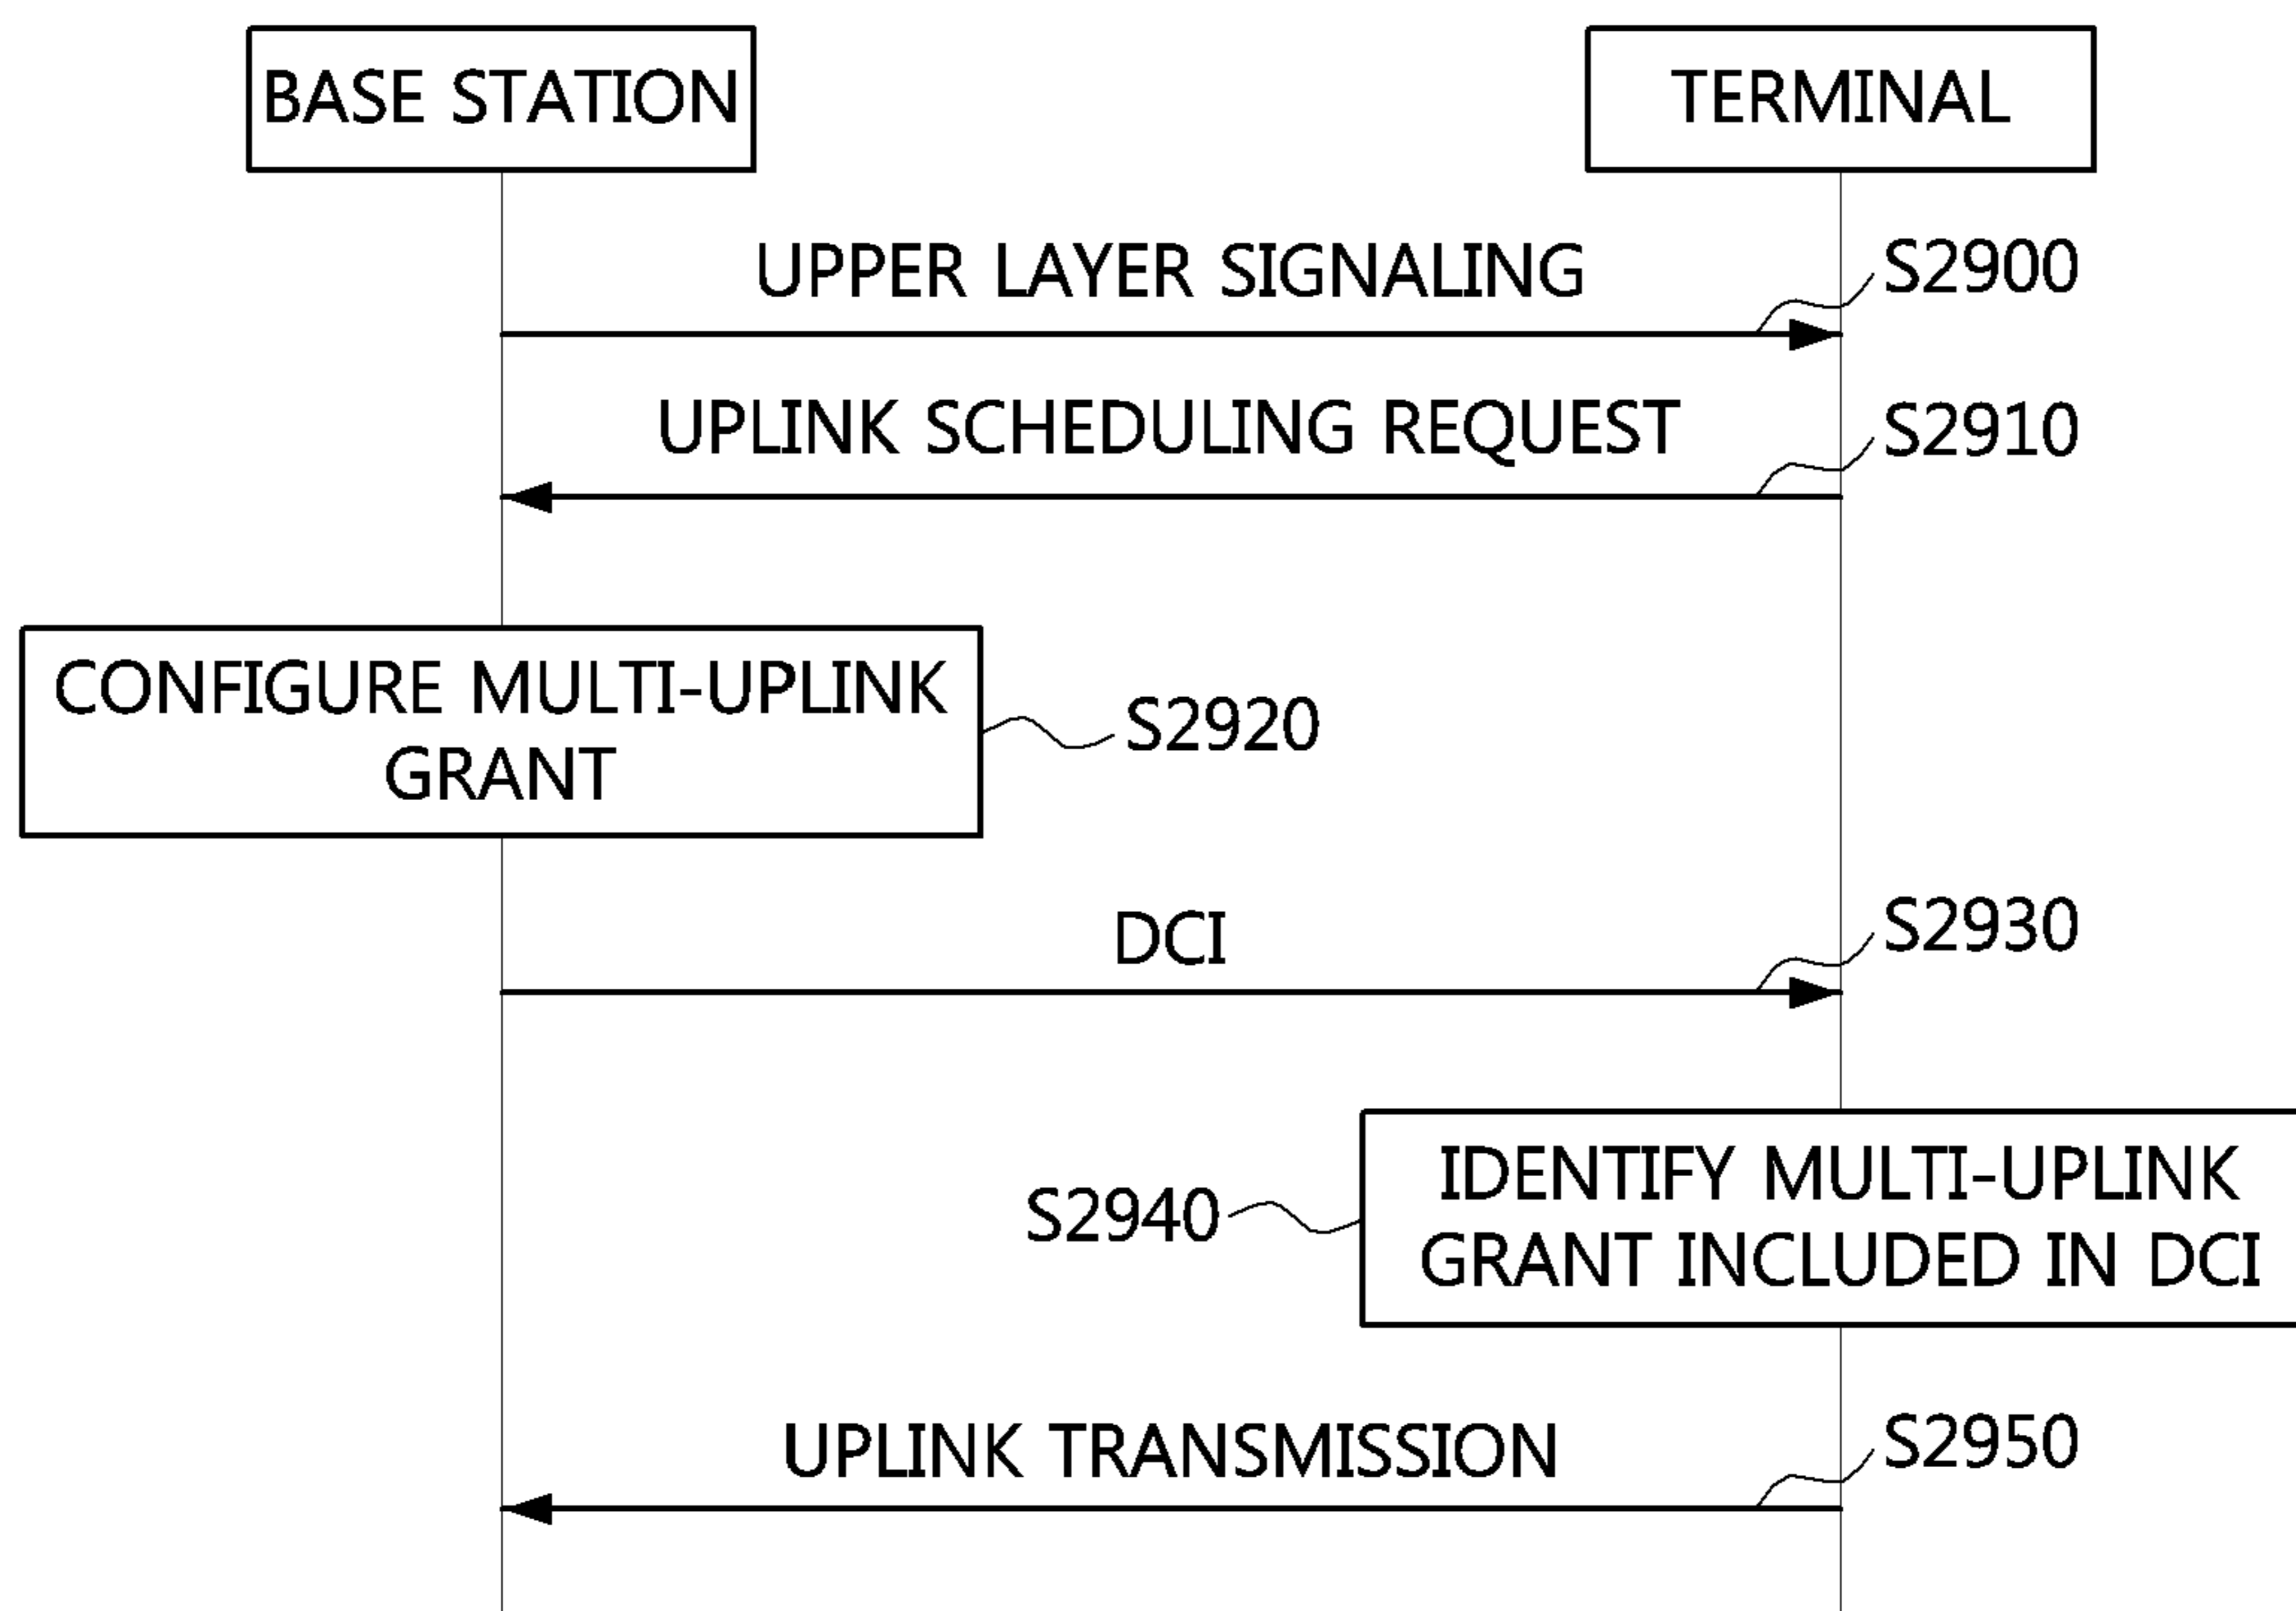 BASE STATION
TERMINAL
UPPER LAYER SIGNALING
S2900
UPLINK SCHEDULING REQUEST
S2910
CONFIGURE MULTI-UPLINK
GRANT
S2920
DCI
S2930
S2940
IDENTIFY MULTI-UPLINK
GRANT INCLUDED IN DCI
UPLINK TRANSMISSION
S2950